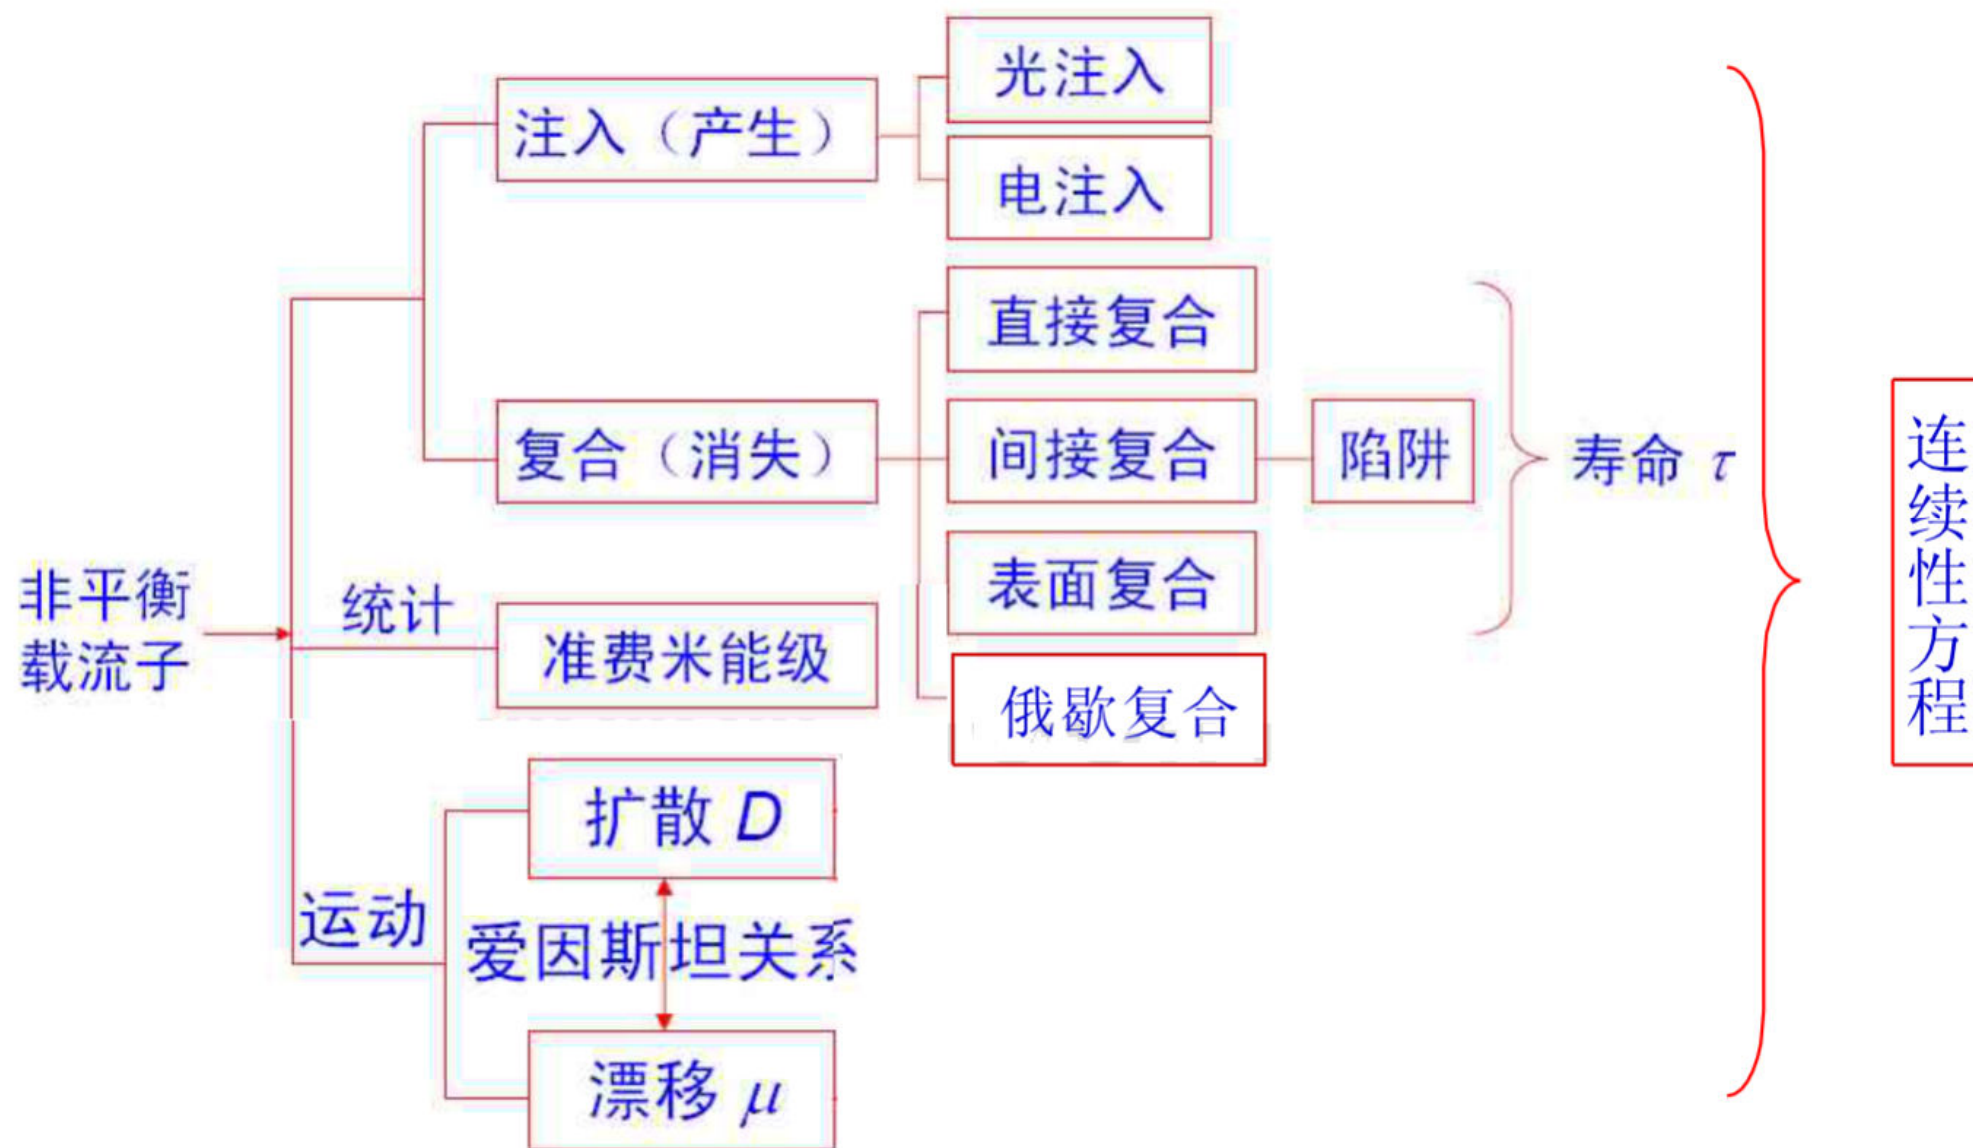 光注入
注入（产生）
电注入
直接复合
复合（消失）
间接复合
陷阱
寿命 τ
表面复合
非平衡
载流子
统计
准费米能级
俄歇复合
扩散 D
运动
爱因斯坦关系
漂移 μ
连续性方程